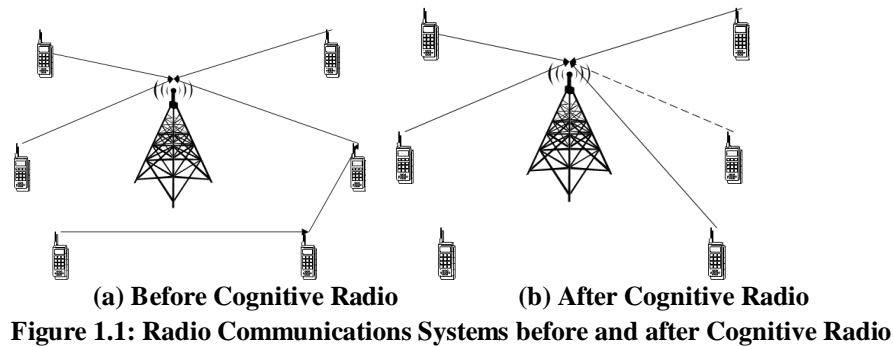 (a) Before Cognitive Radio (b) After Cognitive Radio
Figure 1.1: Radio Communications Systems before and after Cognitive Radio